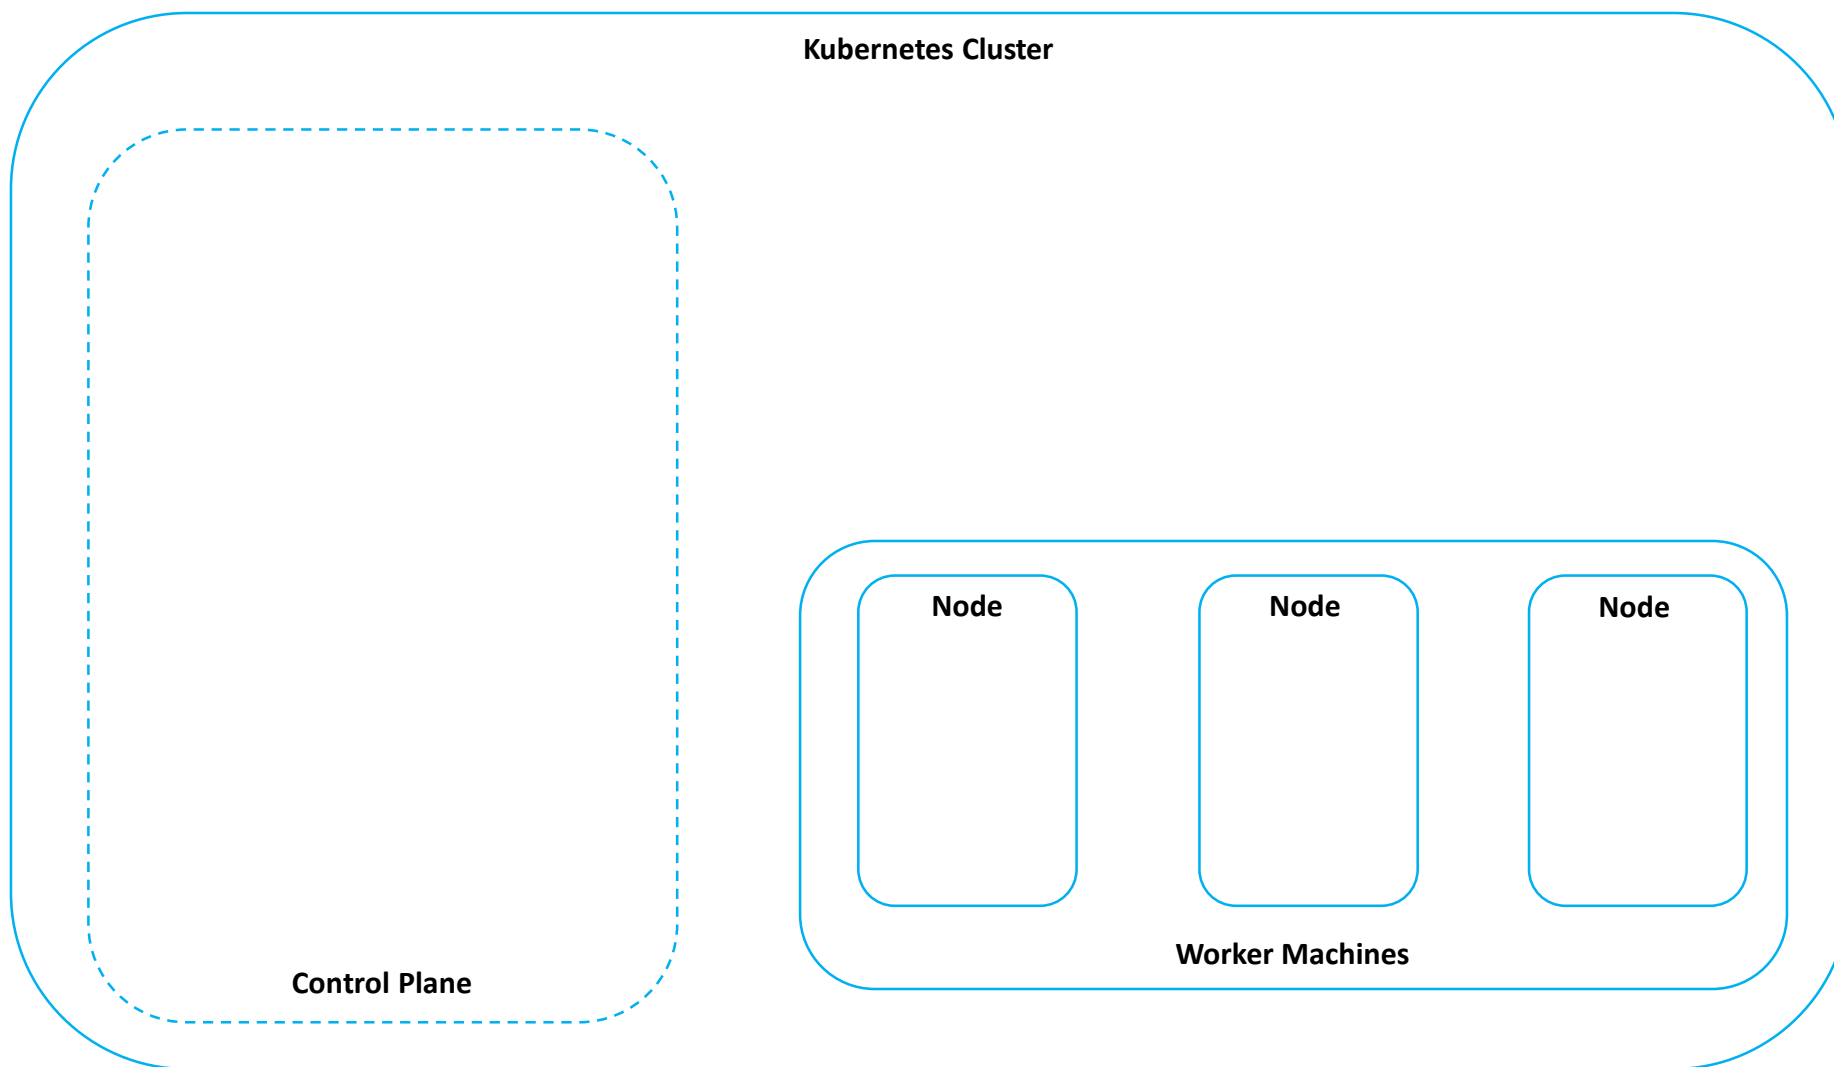 Kubernetes Cluster
Node
Node
Node
Worker Machines
Control Plane